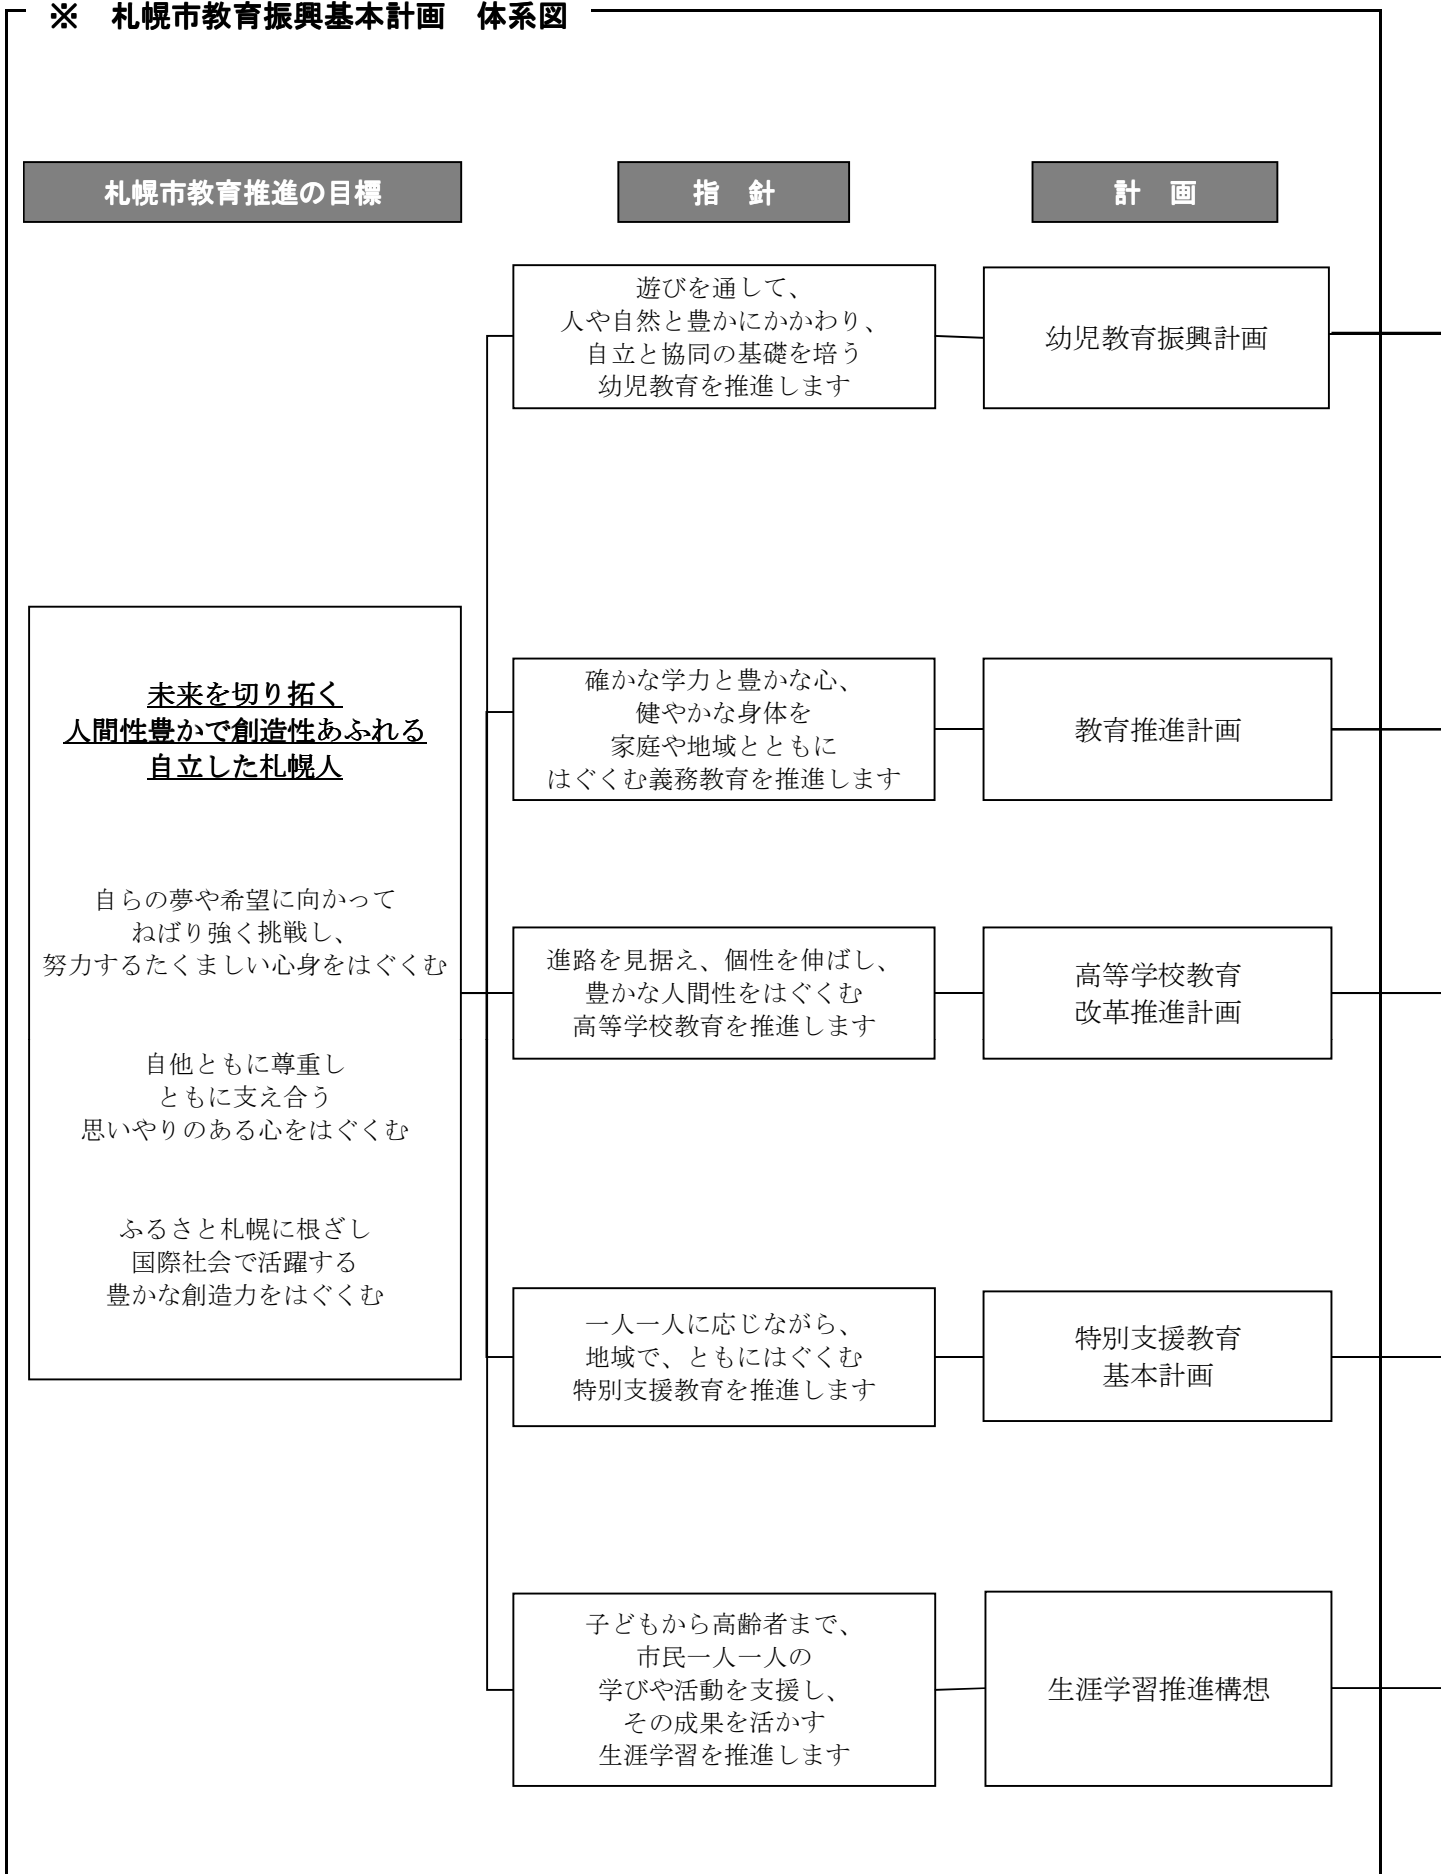 ※　札幌市教育振興基本計画　体系図
札幌市教育推進の目標
指　針
計　画
未来を切り拓く
人間性豊かで創造性あふれる
自立した札幌人
自らの夢や希望に向かって
ねばり強く挑戦し、
努力するたくましい心身をはぐくむ
自他ともに尊重し
ともに支え合う
思いやりのある心をはぐくむ
ふるさと札幌に根ざし
国際社会で活躍する
豊かな創造力をはぐくむ
遊びを通して、
人や自然と豊かにかかわり、
自立と協同の基礎を培う
幼児教育を推進します
幼児教育振興計画
確かな学力と豊かな心、
健やかな身体を
家庭や地域とともに
はぐくむ義務教育を推進します
教育推進計画
進路を見据え、個性を伸ばし、
豊かな人間性をはぐくむ
高等学校教育を推進します
高等学校教育
改革推進計画
一人一人に応じながら、
地域で、ともにはぐくむ
特別支援教育を推進します
特別支援教育
基本計画
子どもから高齢者まで、
市民一人一人の
学びや活動を支援し、
その成果を活かす
生涯学習を推進します
生涯学習推進構想